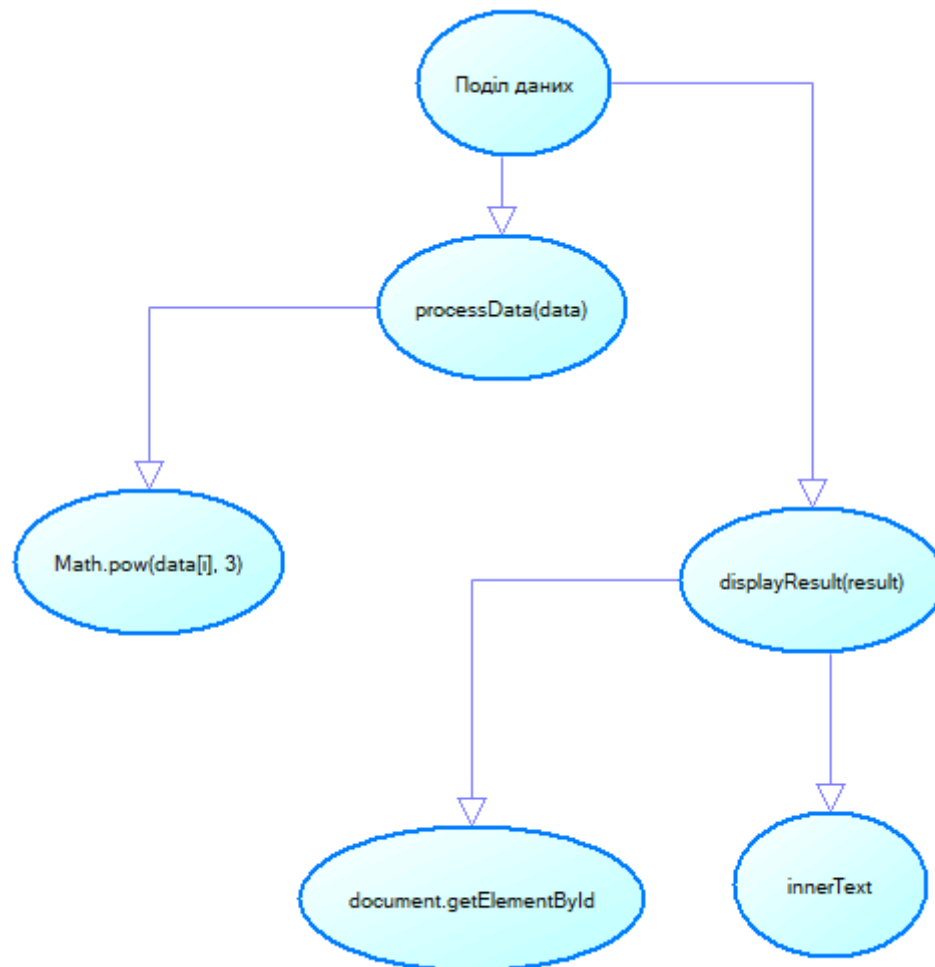 Поділ даних
processData(data)
Math.pow(data[i], 3)
displayResult(result)
document.getElementById
innerText